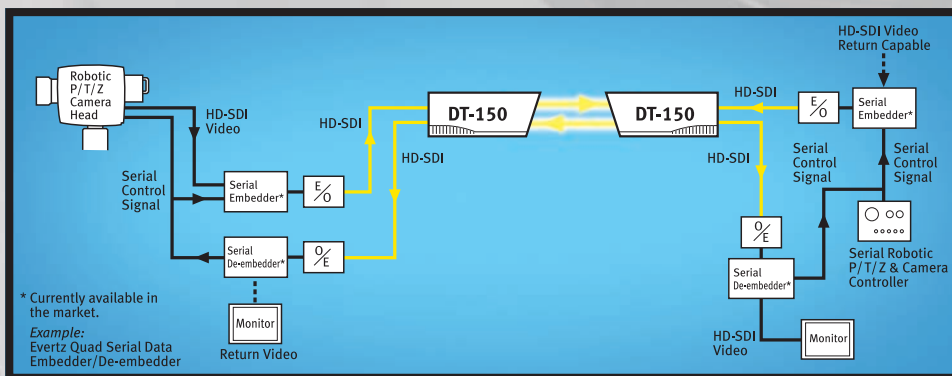 Robotic
P/T/Z
Camera
Head
HD-SDI
Video
Serial
Control
Signal
Serial
Embedder*
E/O
HD-SDI
DT-150
HD-SDI
Serial
De-embedder*
O/E
Monitor
Return Video
* Currently available in
the market.
Example:
Evertz Quad Serial Data
Embedder/De-embedder
DT-150
HD-SDI
E/O
HD-SDI Video
Return Capable
Serial
Embedder*
HD-SDI
Serial
Control
Signal
Serial
Control
Signal
O/E
Serial
De-embedder*
Serial Robotic
P/T/Z & Camera
Controller
HD-SDI
Video
Monitor